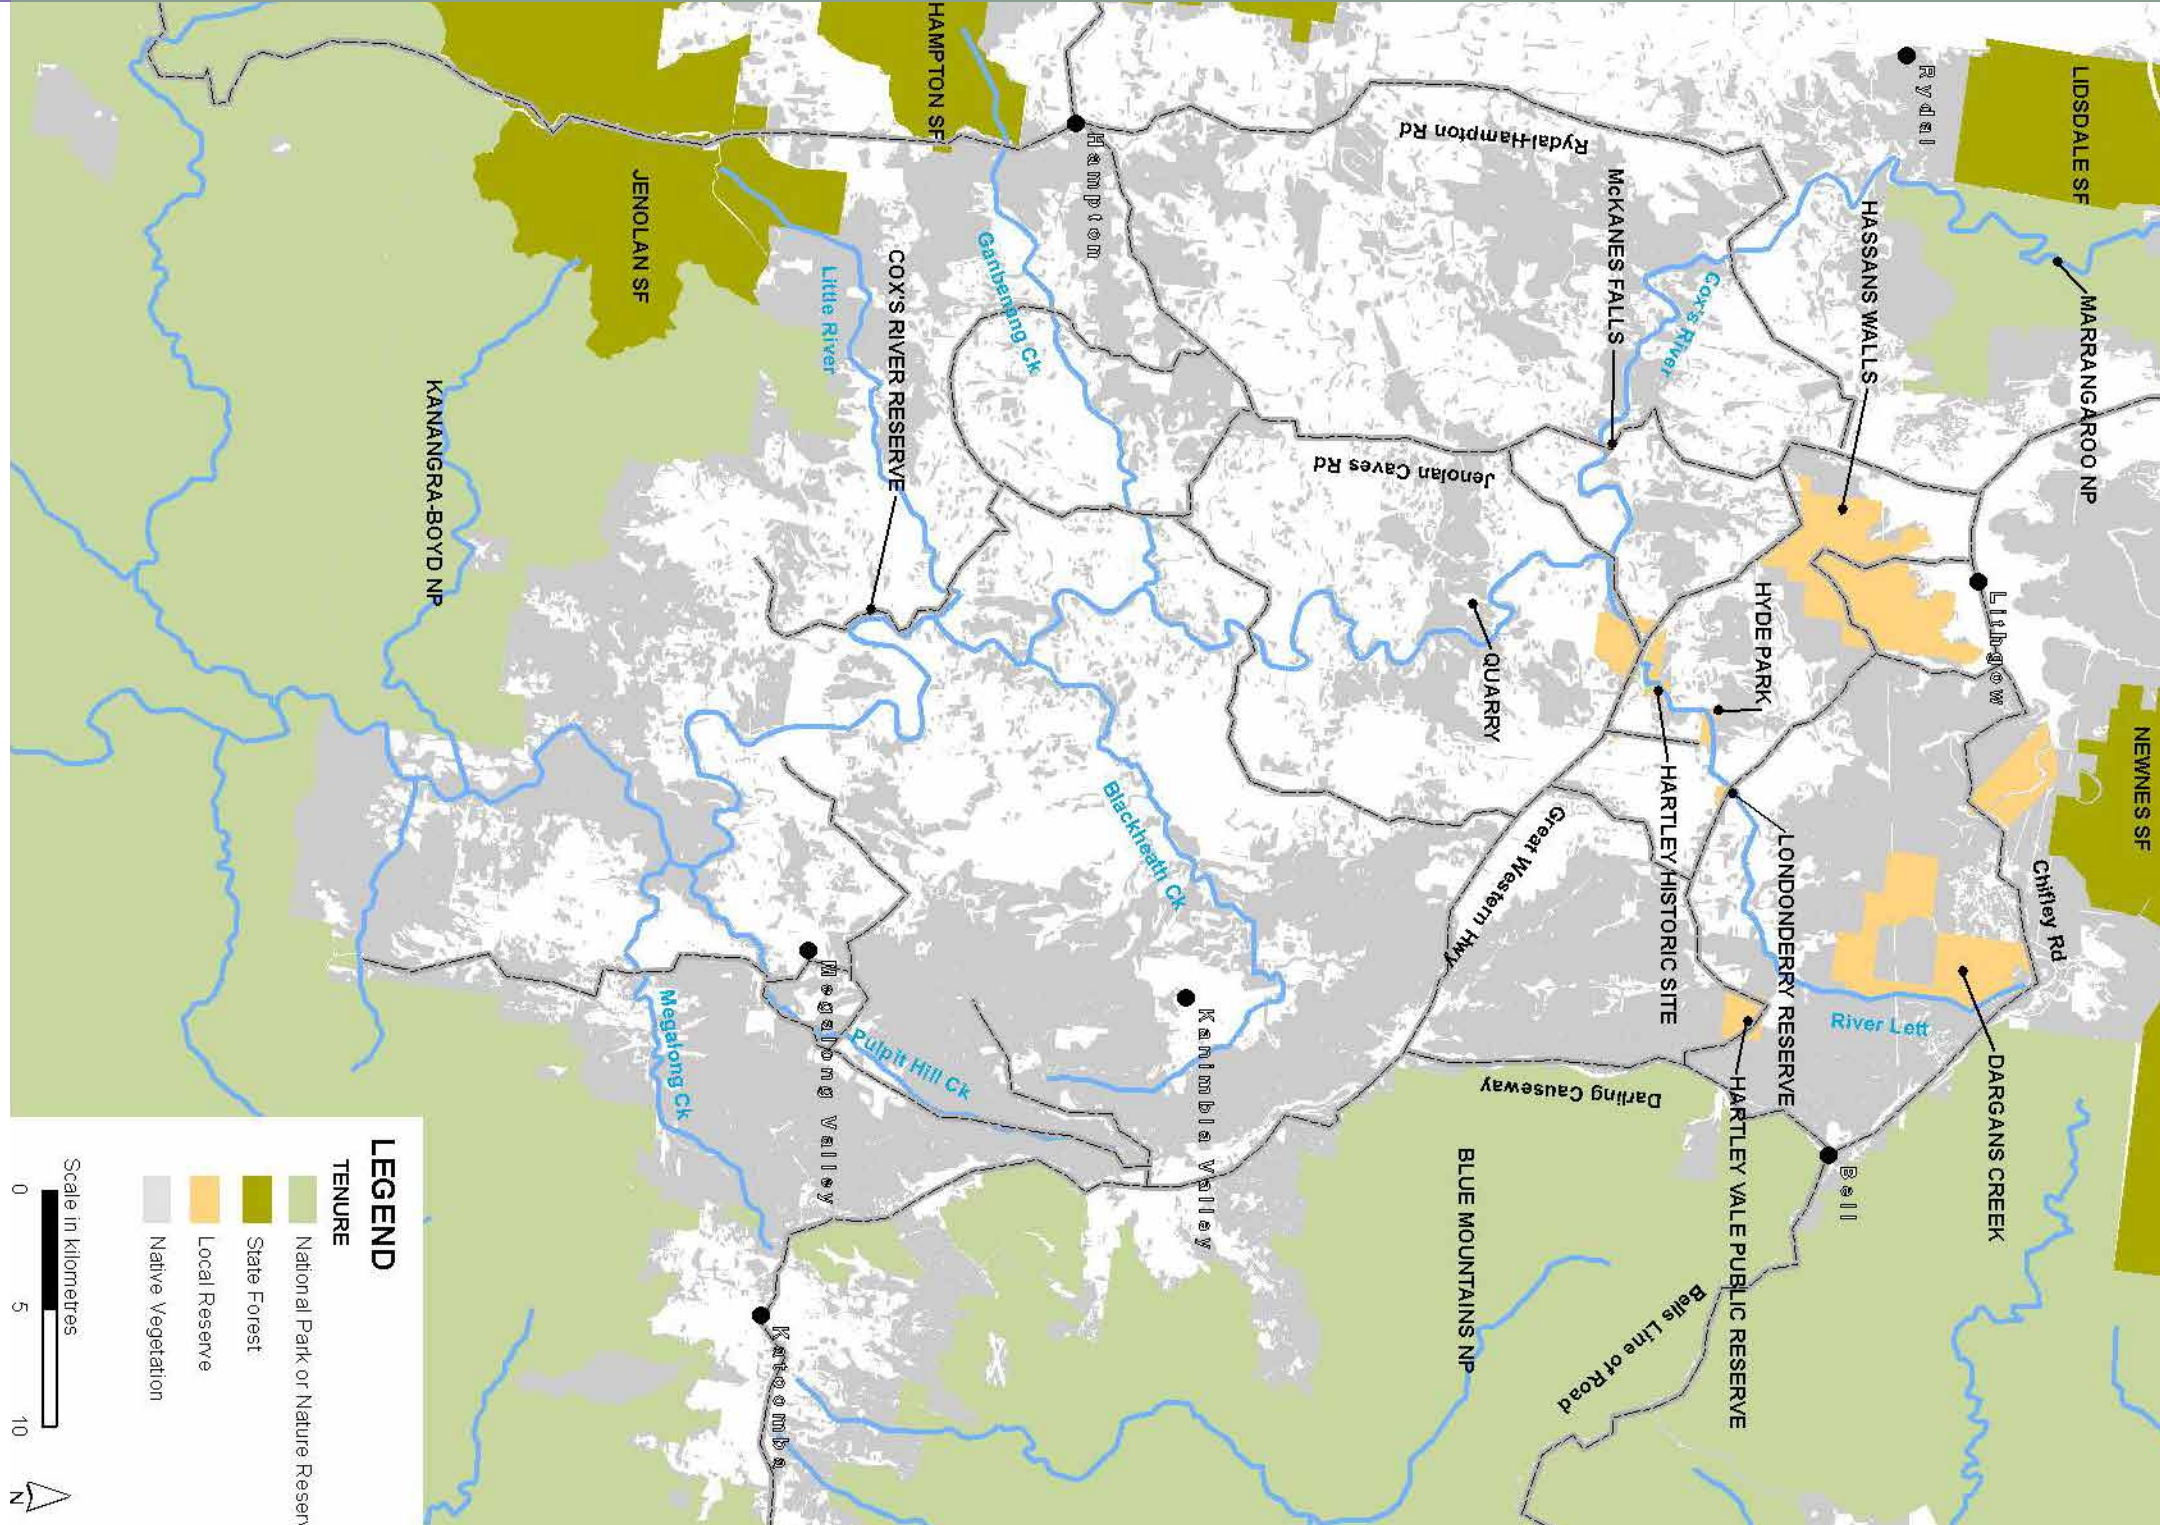 NEWNES SF
LIDSDALE SF
MARRANGAROO NP
Chifley Rd
Lithgow
DARGANS CREEK
Rydal
River Lett
HASSANS WALLS
Bell
LONDONDERRY RESERVE
HYDE PARK
HARTLEY VALE PUBLIC RESERVE
Cox's River
HARTLEY HISTORIC SITE
Bells Line of Road
McKANES FALLS
Darling Causeway
Great Western Hwy
Rydal-Hampton Rd
QUARRY
BLUE MOUNTAINS NP
Jenolan Caves Rd
Kanimbla Valley
Blackheath Ck
Hampton
Ganbenang Ck
HAMPTON SF
Pulpit Hill Ck
COX'S RIVER RESERVE
Little River
Megalong Valley
Katoomba
Megalong Ck
JENOLAN SF
KANANGRA-BOYD NP
LEGEND
TENURE
National Park or Nature Reserv
State Forest
Local Reserve
Native Vegetation
Scale in kilometres
0 5 10
N